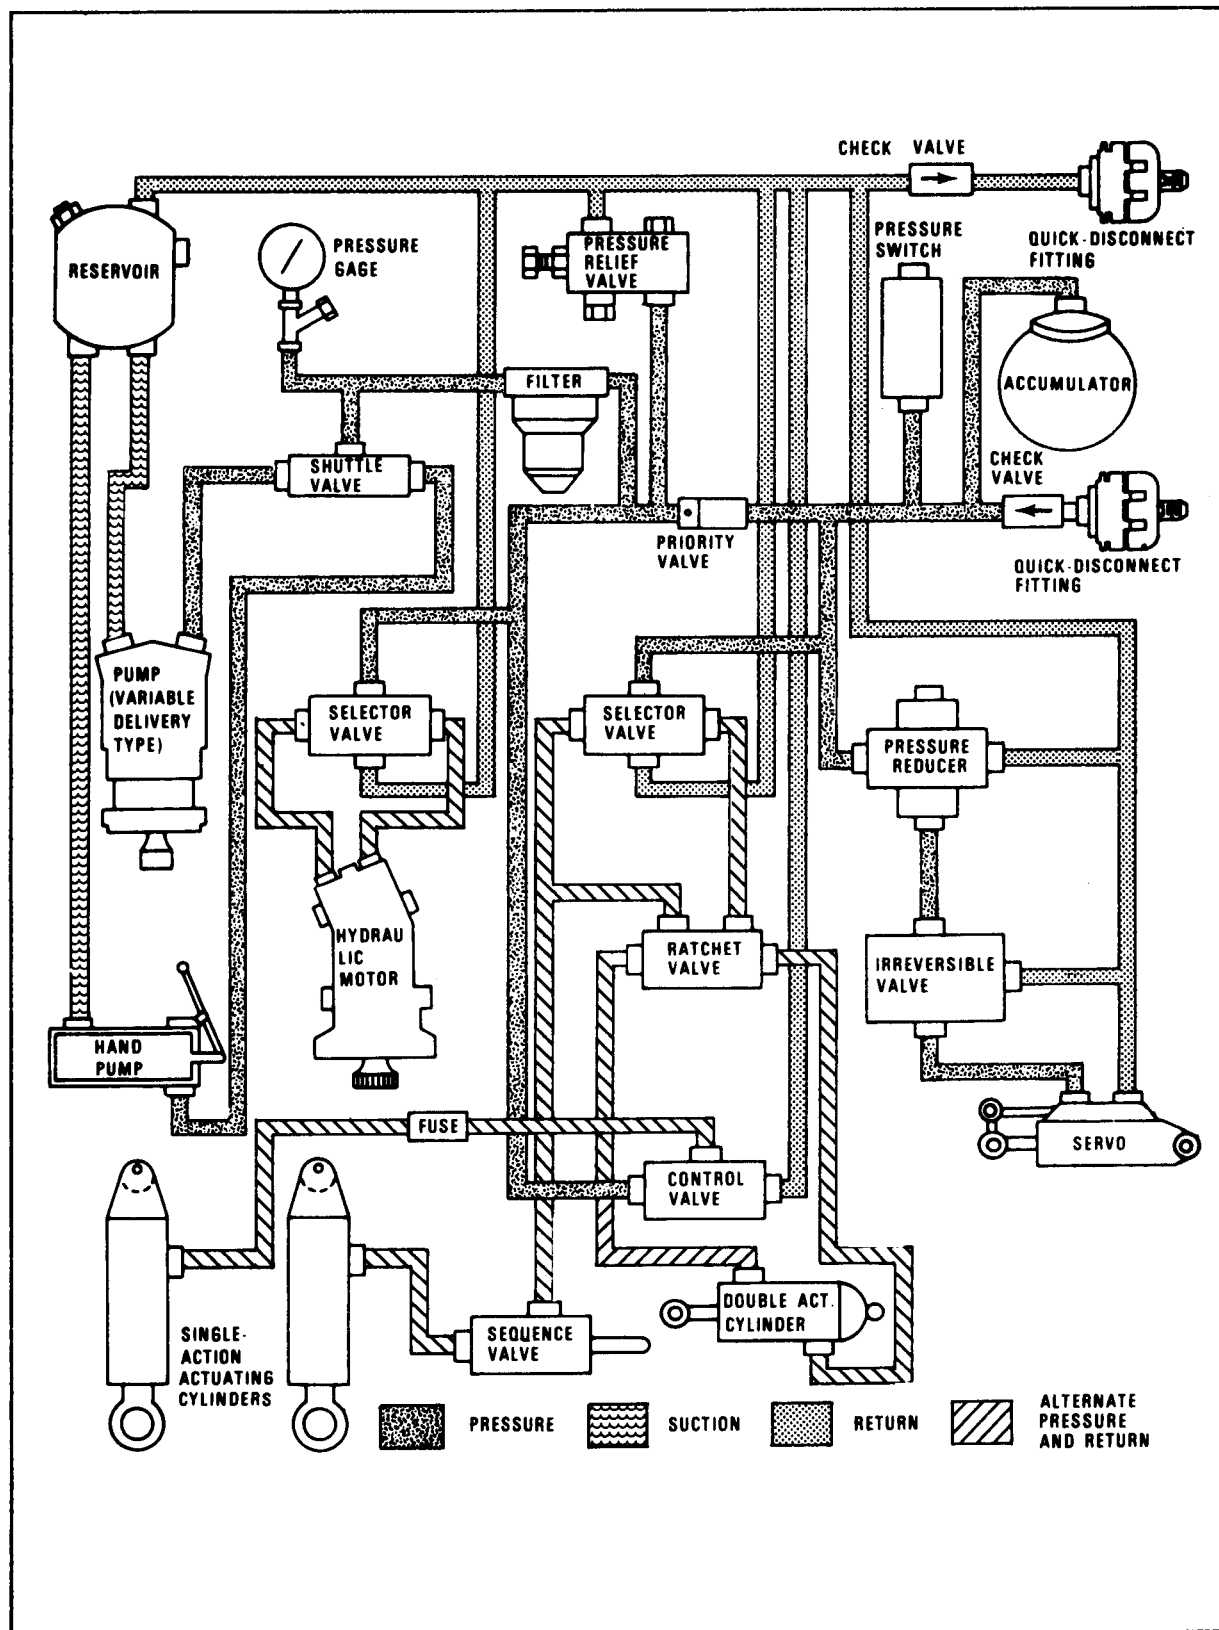 CHECK VALVE
QUICK-DISCONNECT
FITTING
RESERVOIR
PRESSURE
GAGE
PRESSURE
RELIEF
VALVE
PRESSURE
SWITCH
ACCUMULATOR
FILTER
SHUTTLE
VALVE
CHECK
VALVE
PRIORITY
VALVE
QUICK-DISCONNECT
FITTING
PUMP
(VARIABLE
DELIVERY
TYPE)
SELECTOR
VALVE
SELECTOR
VALVE
PRESSURE
REDUCER
HYDRAU
LIC
MOTOR
RATCHET
VALVE
IRREVERSIBLE
VALVE
HAND
PUMP
FUSE
CONTROL
VALVE
SERVO
SINGLE-
ACTION
ACTUATING
CYLINDERS
SEQUENCE
VALVE
DOUBLE ACT.
CYLINDER
PRESSURE
SUCTION
RETURN
ALTERNATE
PRESSURE
AND RETURN